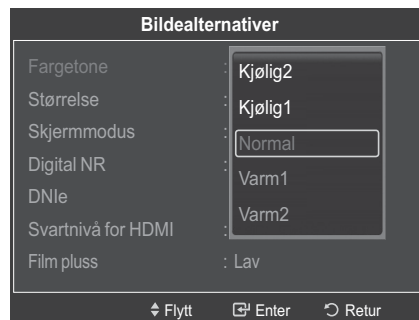 Bildealternativer
Fargetone : Kjølig2
Størrelse : Kjølig1
Skjermmodus : Normal
Digital NR : Varm1
DNIe Varm2
Svartnivå for HDMI :
Film pluss : Lav
Flytt Enter Retur